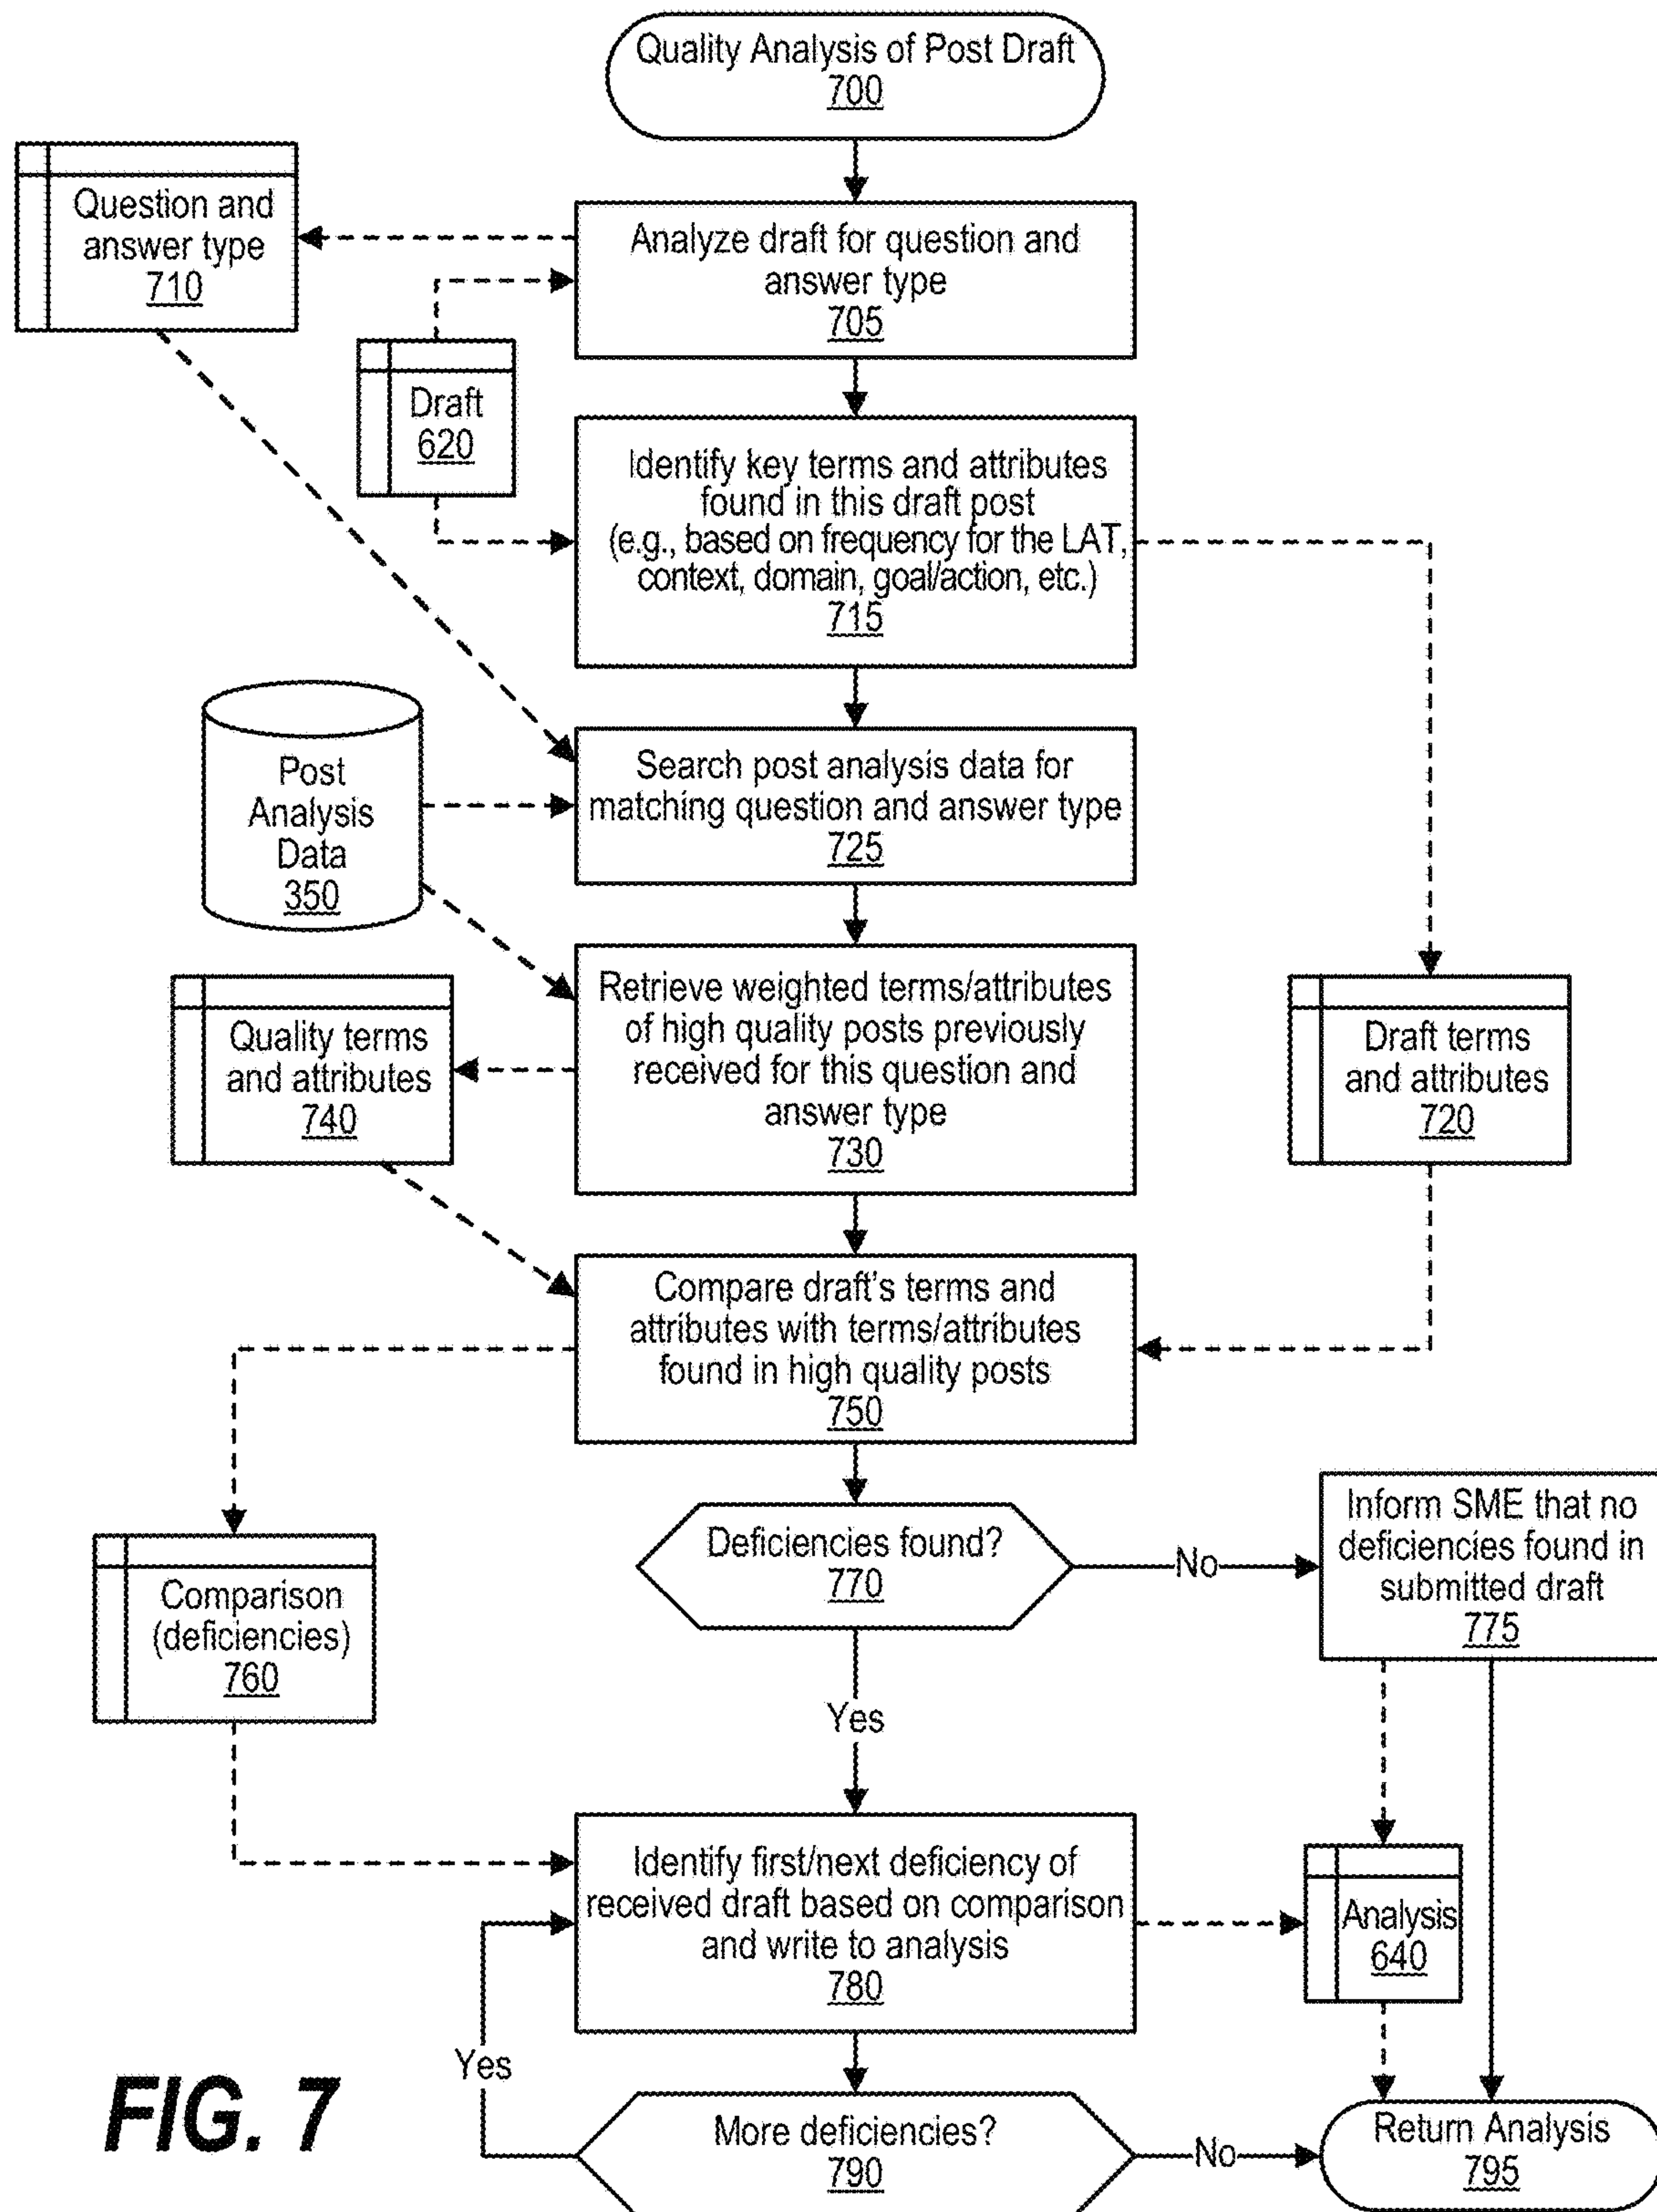 Quality Analysis of Post Draft
700
Question and
answer type
710
Analyze draft for question and
answer type
705
Draft
620
Identify key terms and attributes
found in this draft post
(e.g., based on frequency for the LAT,
context, domain, goal/action, etc.)
715
Post
Analysis
Data
350
Search post analysis data for
matching question and answer type
725
Quality terms
and attributes
740
Retrieve weighted terms/attributes
of high quality posts previously
received for this question and
answer type
730
Draft terms
and attributes
720
Compare draft's terms and
attributes with terms/attributes
found in high quality posts
750
Deficiencies found?
770
No
Inform SME that no
deficiencies found in
submitted draft
775
Comparison
(deficiencies)
760
Yes
Identify first/next deficiency of
received draft based on comparison
and write to analysis
780
Analysis
640
Yes
More deficiencies?
790
No
Return Analysis
795
FIG. 7